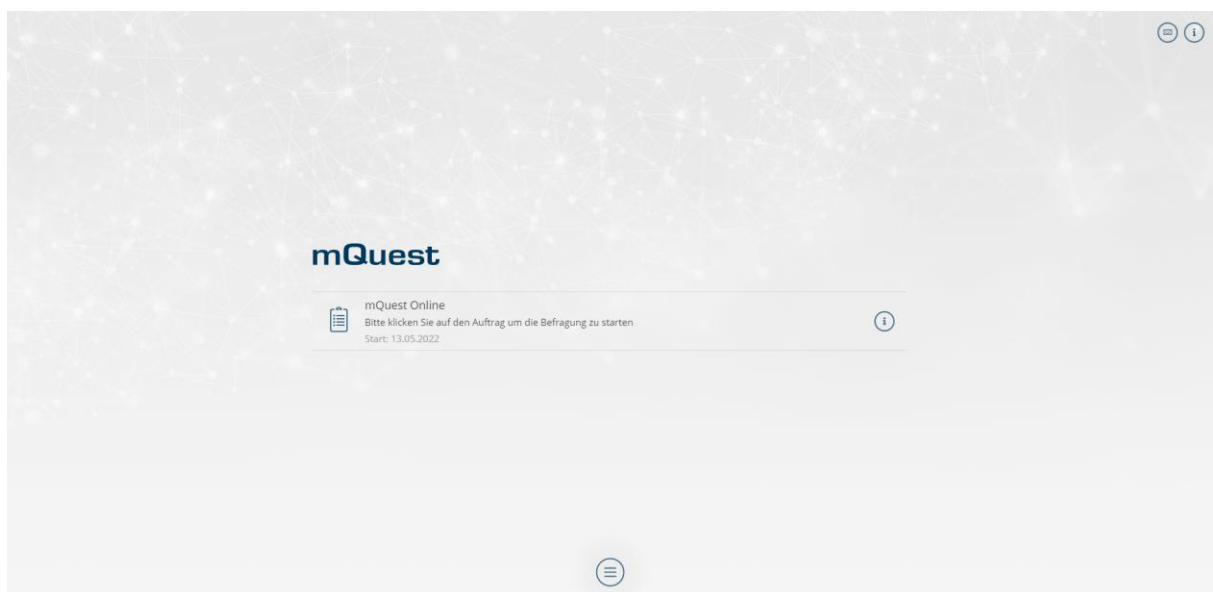 mQuest
mQuest Online
Bitte klicken Sie auf den Auftrag um die Befragung zu starten
Start: 13.05.2022